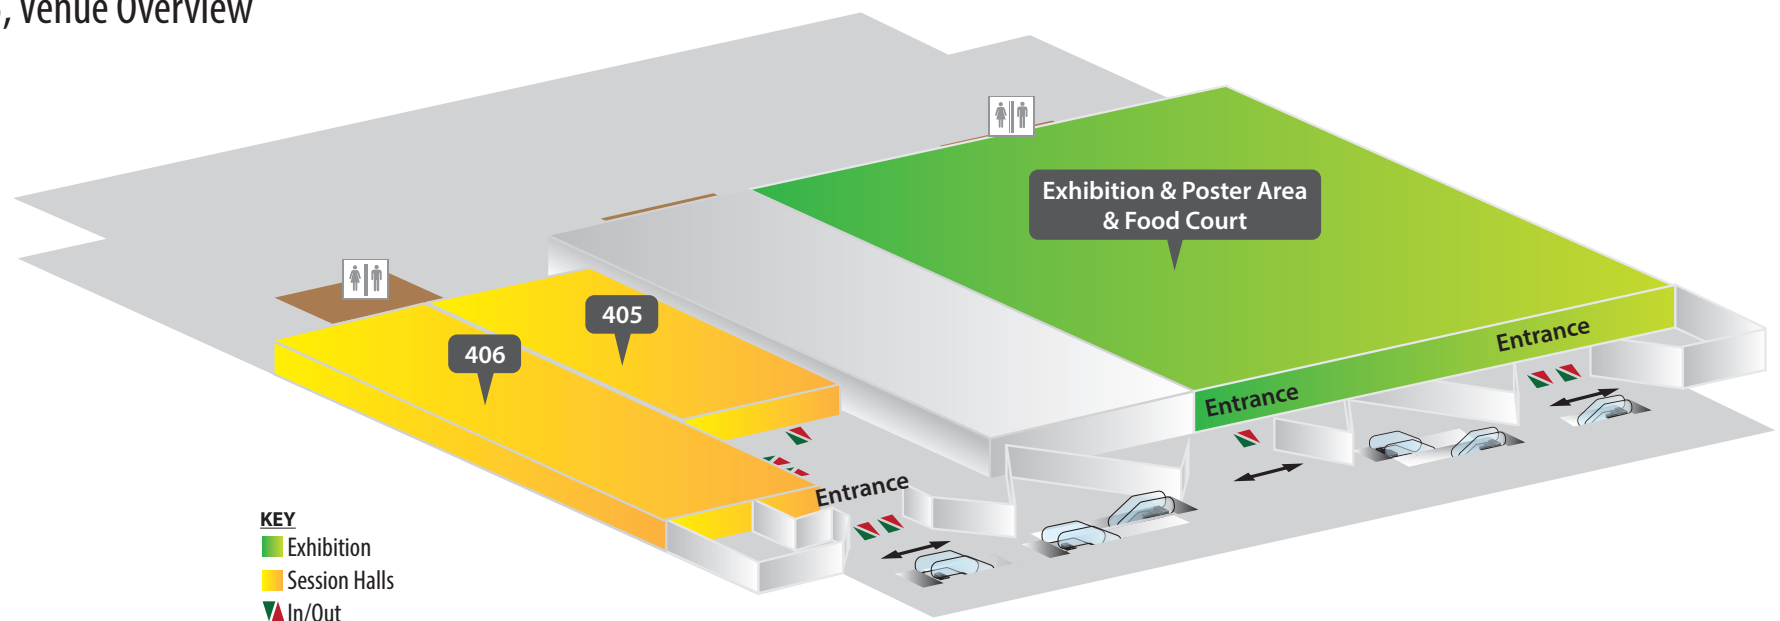 , Venue Overview
Exhibition & Poster Area
& Food Court
405
406
Entrance
Entrance
Entrance
KEY
Exhibition
Session Halls
In/Out